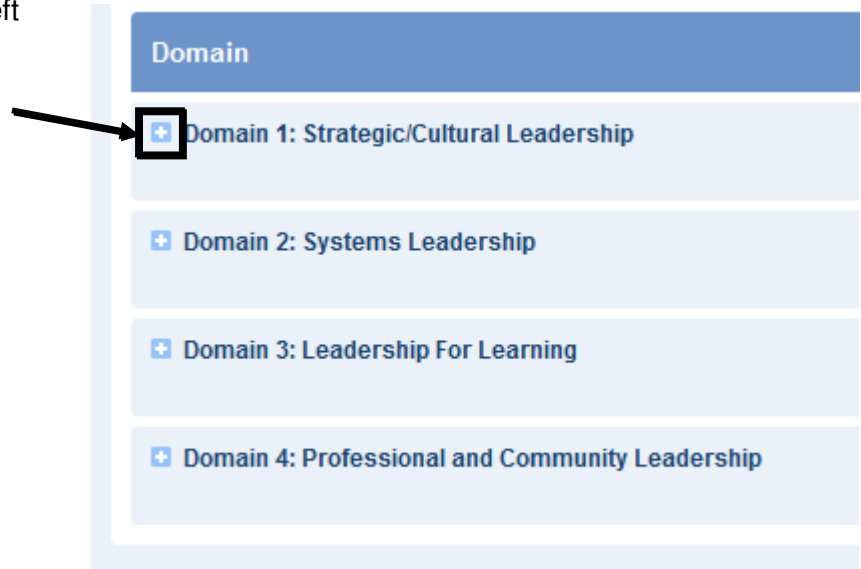 Domain
Domain 1: Strategic/Cultural Leadership
Domain 2: Systems Leadership
Domain 3: Leadership For Learning
Domain 4: Professional and Community Leadership